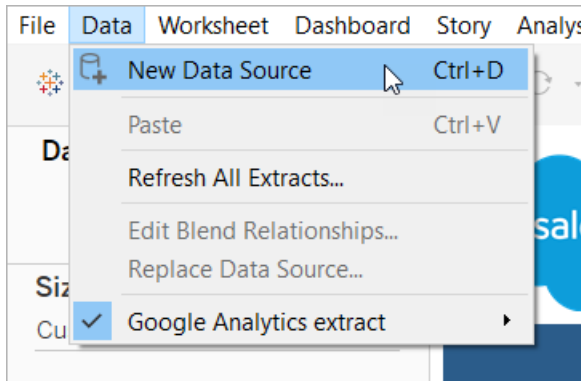 File Data Worksheet Dashboard Story
New Data Source Ctrl+D
Paste Ctrl+V
Refresh All Extracts...
Edit Blend Relationships...
Replace Data Source...
Google Analytics extract